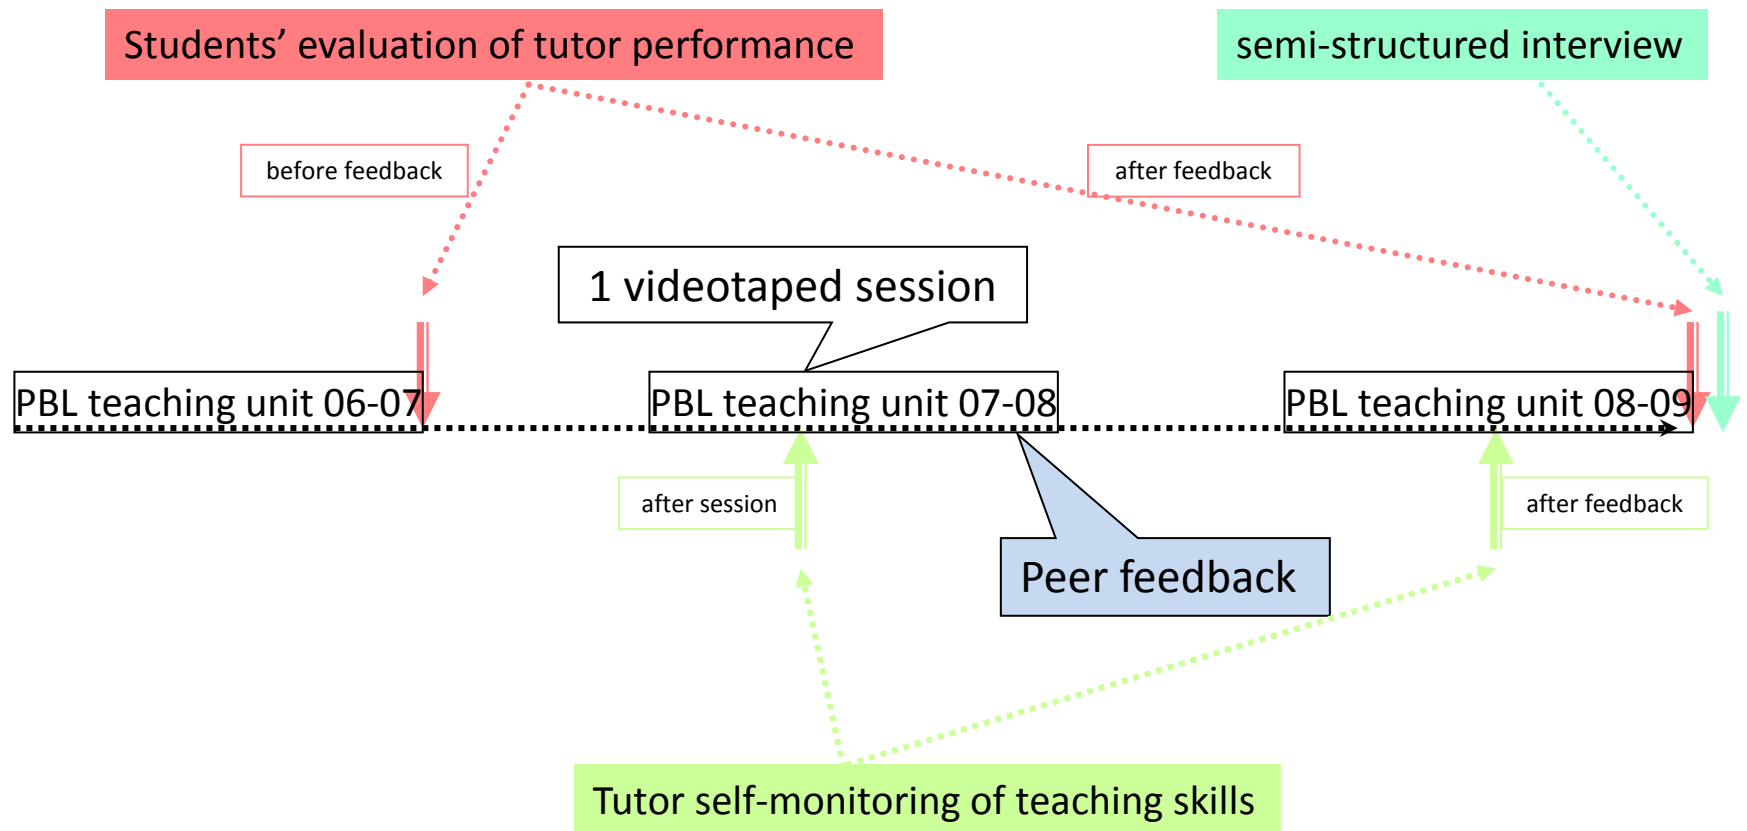 Students’ evaluation of tutor performance
semi-structured interview
before feedback
after feedback
1 videotaped session
PBL teaching unit 06-07
PBL teaching unit 07-08
PBL teaching unit 08-09
after session
after feedback
Peer feedback
Tutor self-monitoring of teaching skills